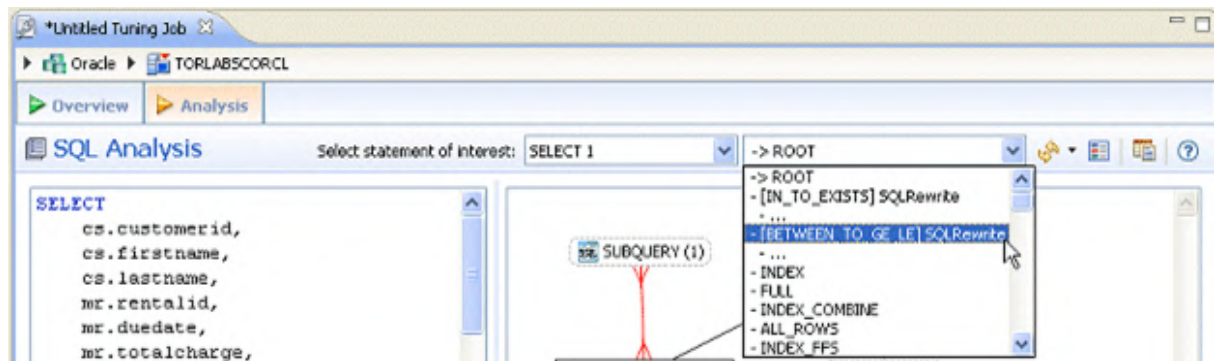 *Untitled Tuning Job
Oracle TORLABSCORCL
Overview Analysis
SQL Analysis Select statement of interest: SELECT 1 -> ROOT
-> ROOT
- [IN_TO_EXISTS] SQLRewrite
- ...
- [BETWEEN_TO_GE_LE] SQLRewrite
- ...
- INDEX
- FULL
- INDEX_COMBINE
- ALL_ROWS
- INDEX_FFS
SELECT
cs.customerid,
cs.firstname,
cs.lastname,
mr.rentalid,
mr.duedate,
mr.totalcharge,
SUBQUERY (1)